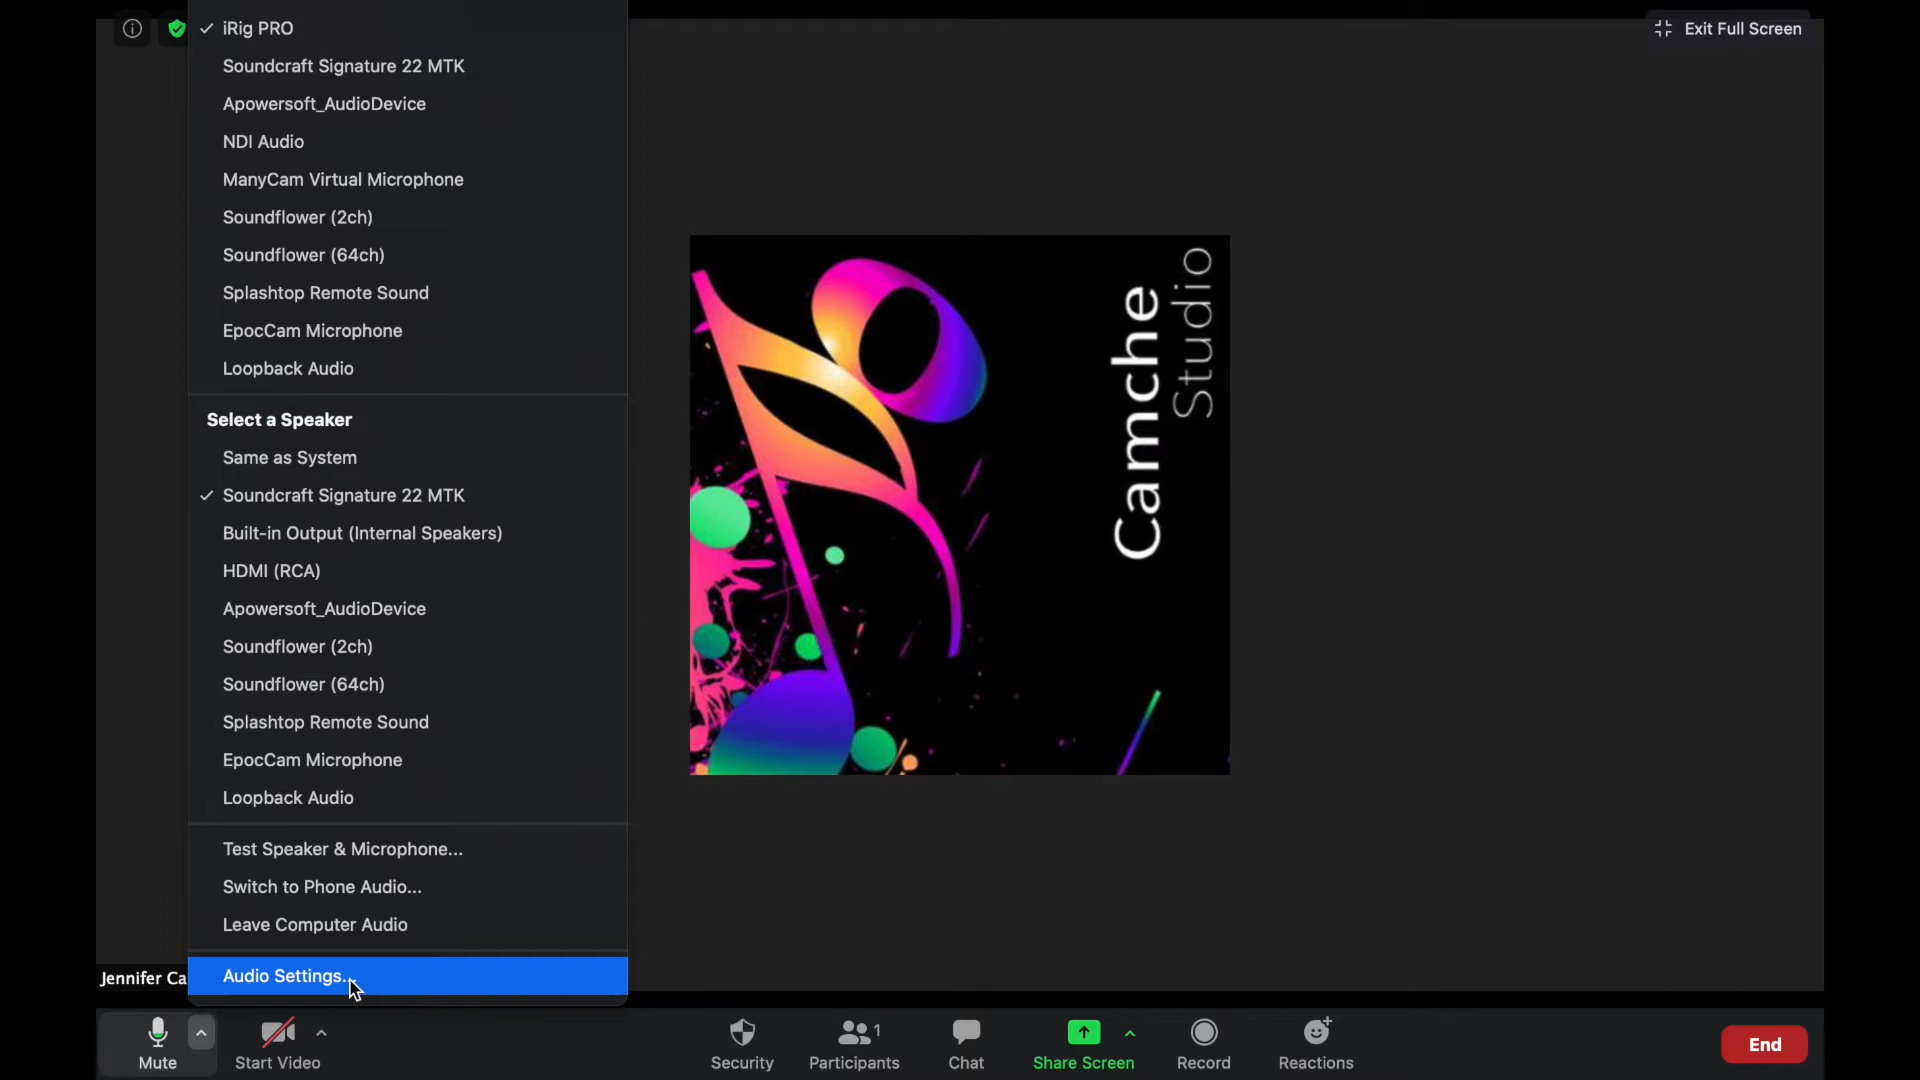 Exit Full Screen
iRig PRO
Soundcraft Signature 22 MTK
Apowersoft_AudioDevice
NDI Audio
ManyCam Virtual Microphone
Soundflower (2ch)
Soundflower (64ch)
Splashtop Remote Sound
EpocCam Microphone
Loopback Audio
Select a Speaker
Same as System
Soundcraft Signature 22 MTK
Built-in Output (Internal Speakers)
HDMI (RCA)
Apowersoft_AudioDevice
Soundflower (2ch)
Soundflower (64ch)
Splashtop Remote Sound
EpocCam Microphone
Loopback Audio
Test Speaker & Microphone...
Switch to Phone Audio...
Leave Computer Audio
Audio Settings...
Camche
Studio
Jennifer Ca
Mute
Start Video
Security
Participants
1
Chat
Share Screen
Record
Reactions
End